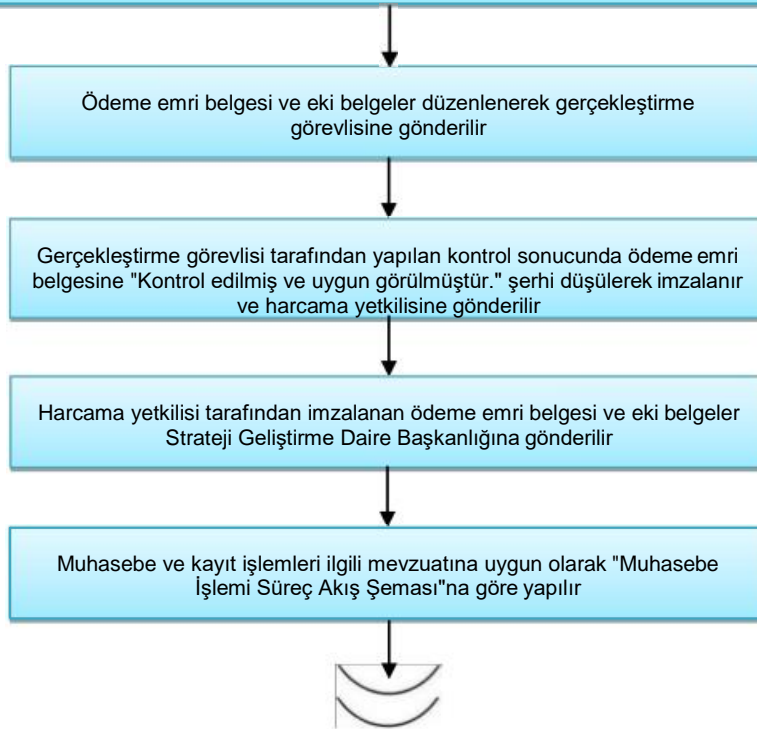 Ödeme emri belgesi ve eki belgeler düzenlenerek gerçekleştirme
görevlisine gönderilir
Gerçekleştirme görevlisi tarafından yapılan kontrol sonucunda ödeme emri
belgesine "Kontrol edilmiş ve uygun görülmüştür." şerhi düşülerek imzalanır
ve harcama yetkilisine gönderilir
Harcama yetkilisi tarafından imzalanan ödeme emri belgesi ve eki belgeler
Strateji Geliştirme Daire Başkanlığına gönderilir
Muhasebe ve kayıt işlemleri ilgili mevzuatına uygun olarak "Muhasebe
İşlemi Süreç Akış Şeması"na göre yapılır